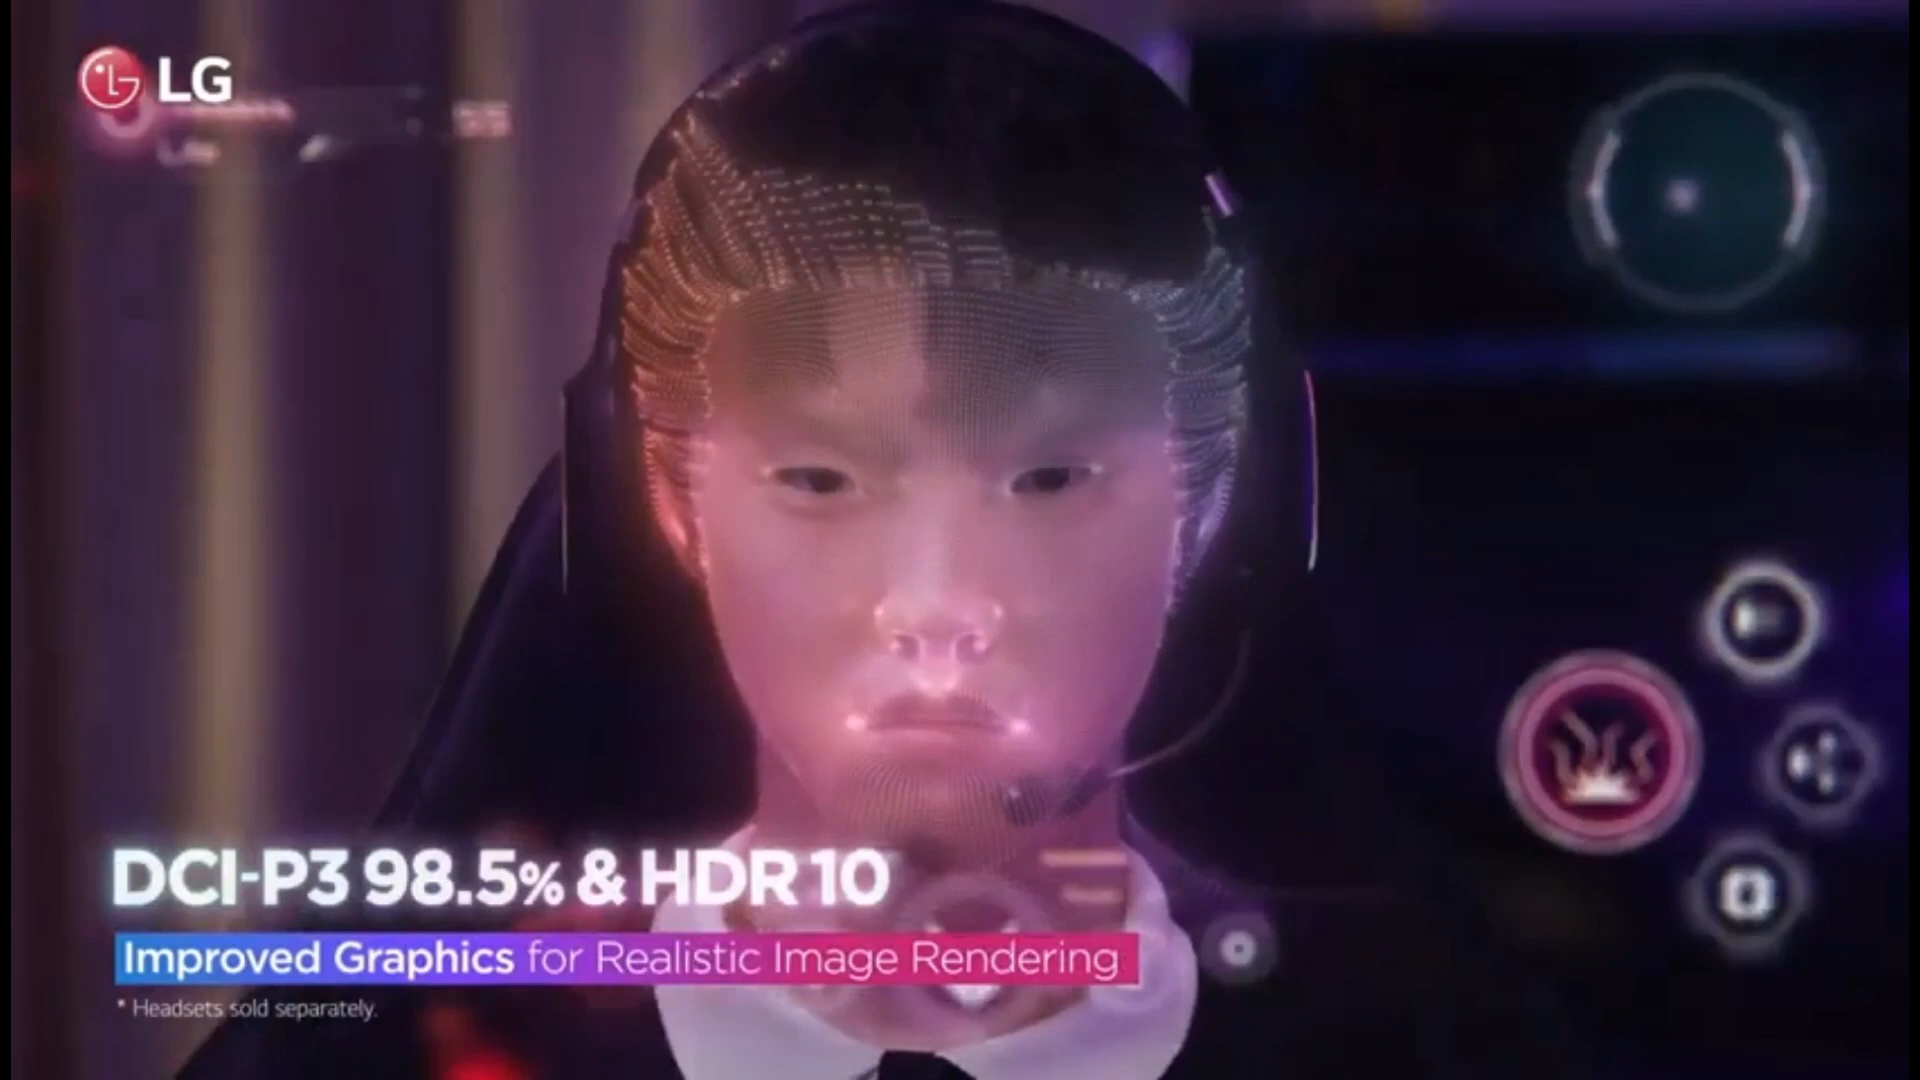 LG
DCI-P3 98.5% & HDR 10
Improved Graphics for Realistic Image Rendering
* Headsets sold separately.